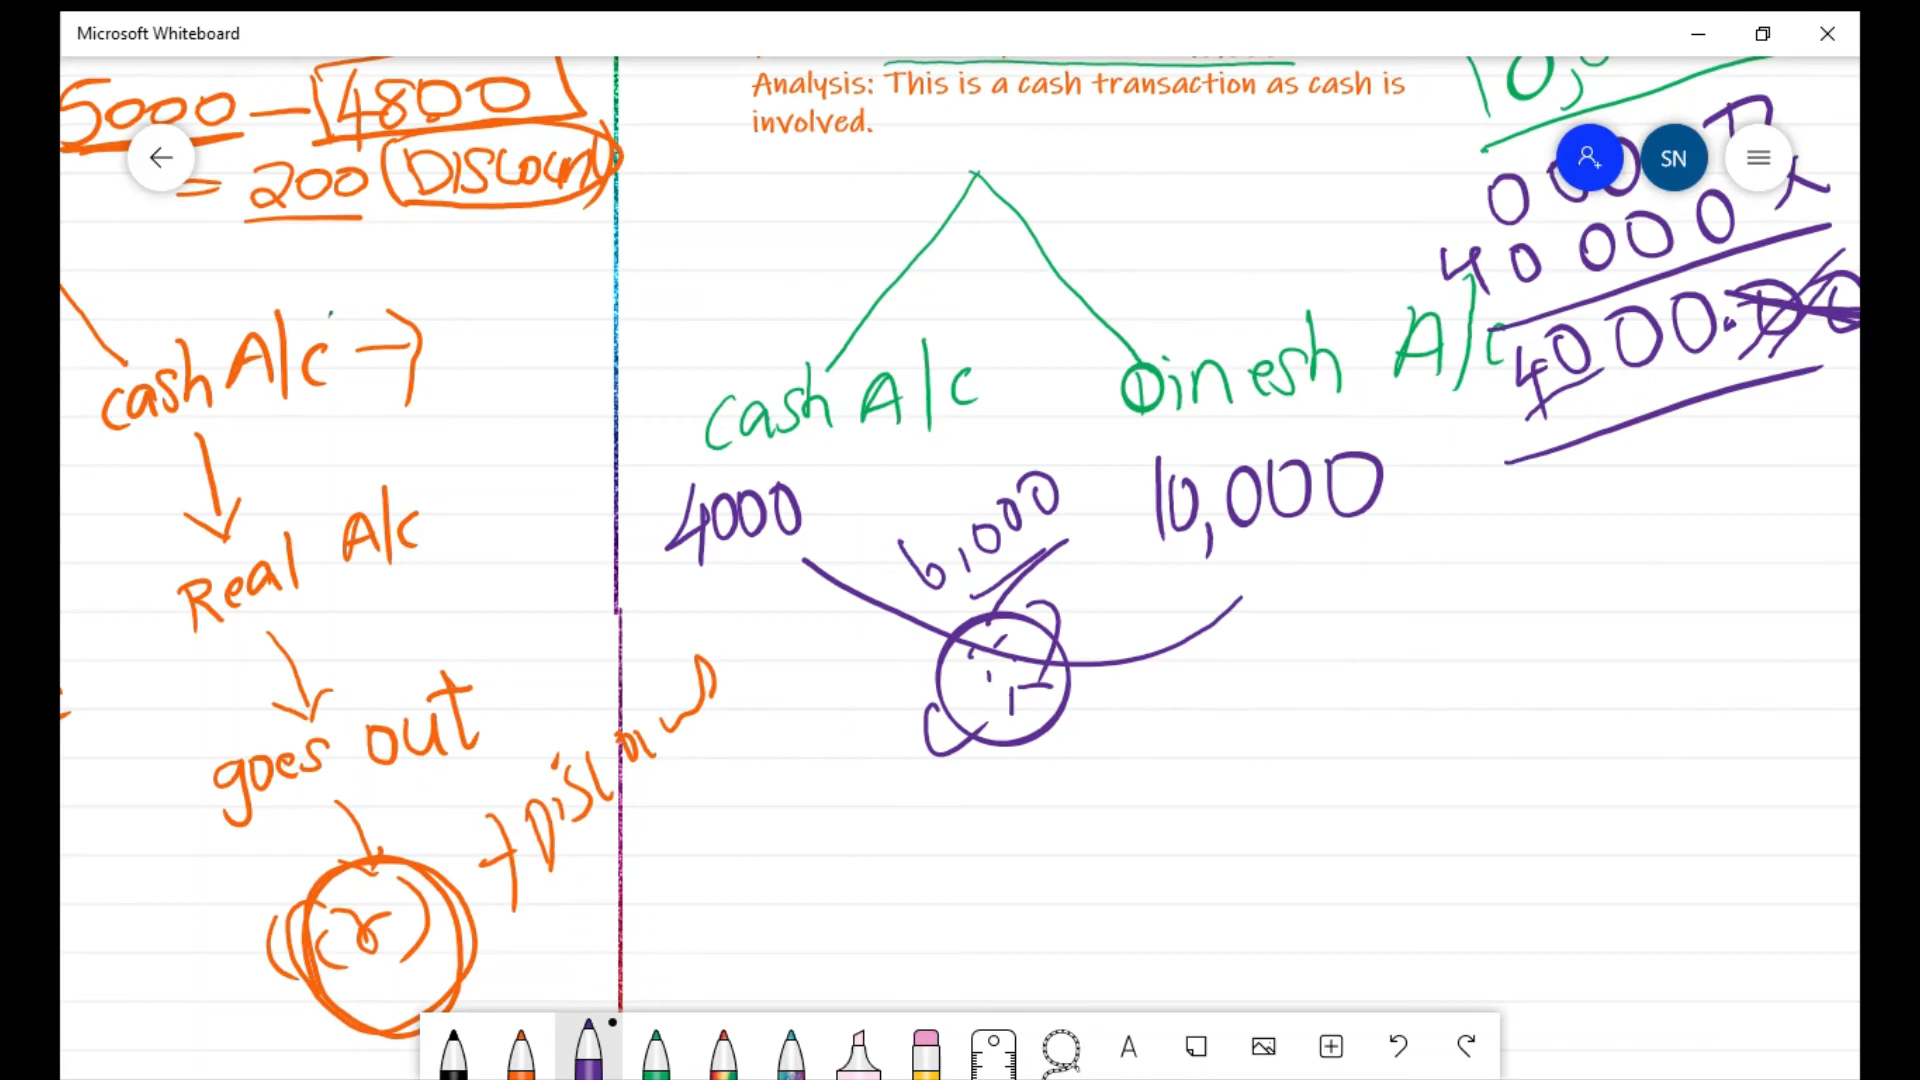 Microsoft Whiteboard
5000 - 4800
= 200 (Discount)
cash A/c →
Real A/c
goes out
Analysis: This is a cash transaction as cash is
involved.
SN
40 000
4000.
Cash A/c
Dinesh A/c
4000
6,000
10,000
A